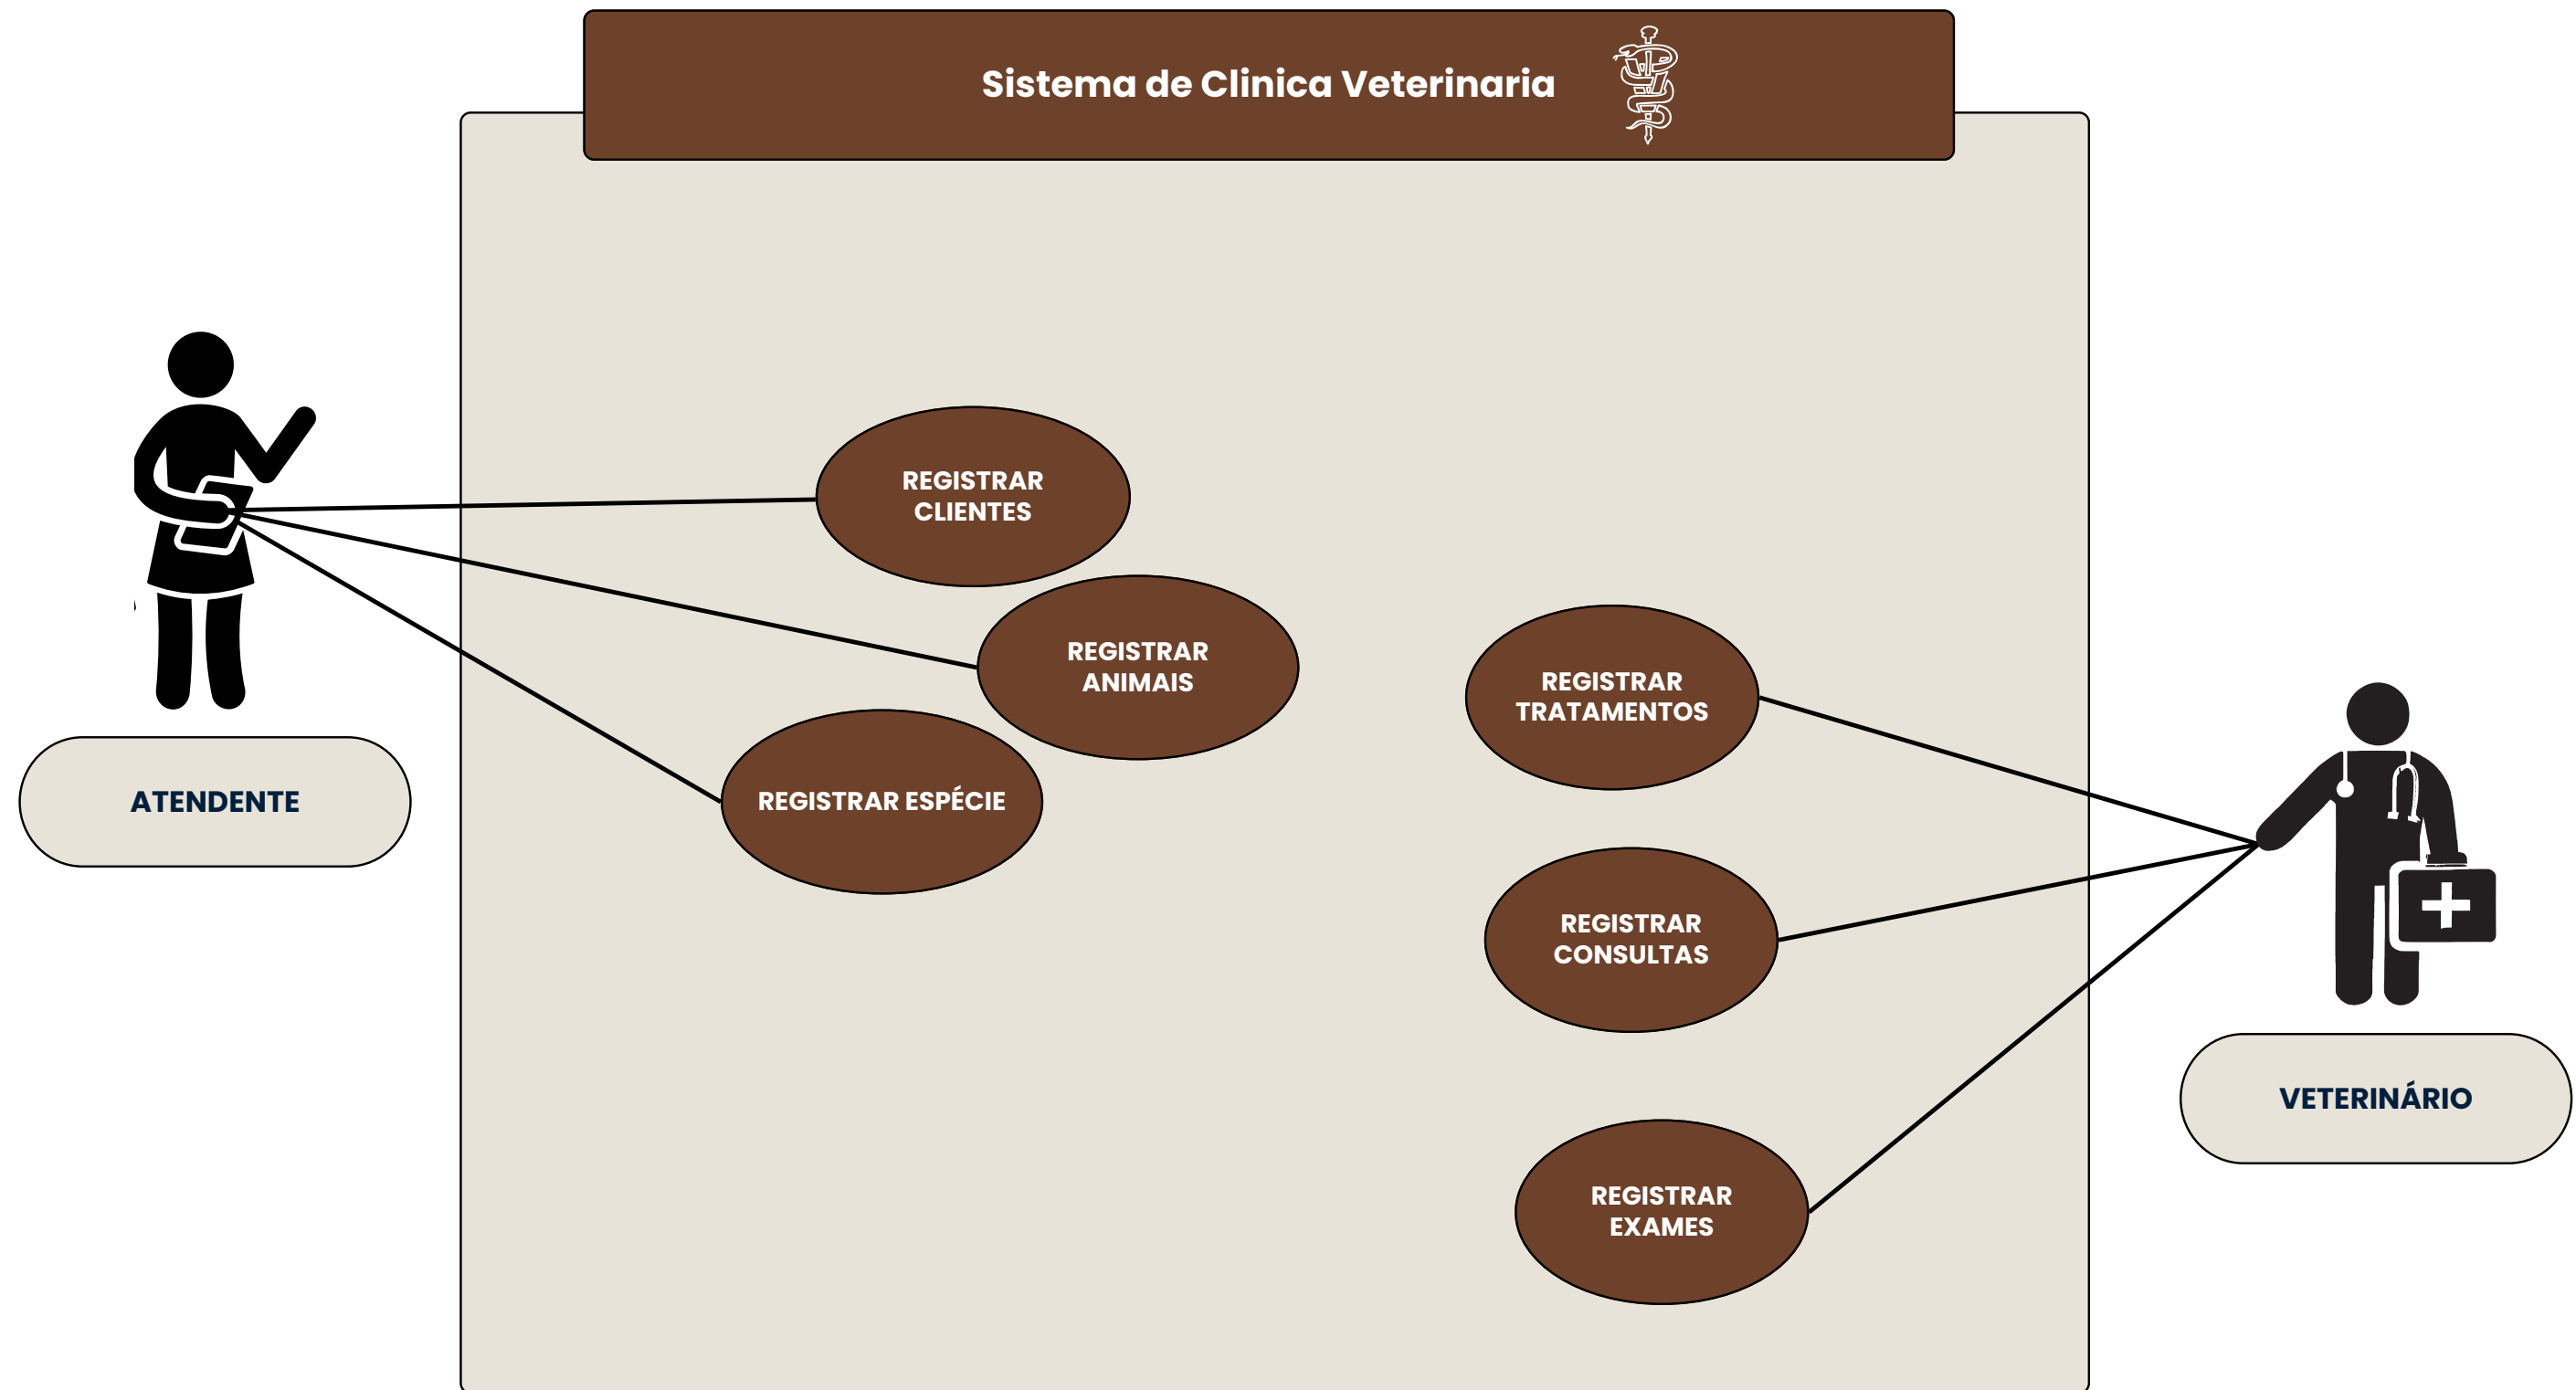 Sistema de Clinica Veterinaria
REGISTRAR
CLIENTES
REGISTRAR
ANIMAIS
REGISTRAR ESPÉCIE
ATENDENTE
REGISTRAR
TRATAMENTOS
REGISTRAR
CONSULTAS
REGISTRAR
EXAMES
VETERINÁRIO